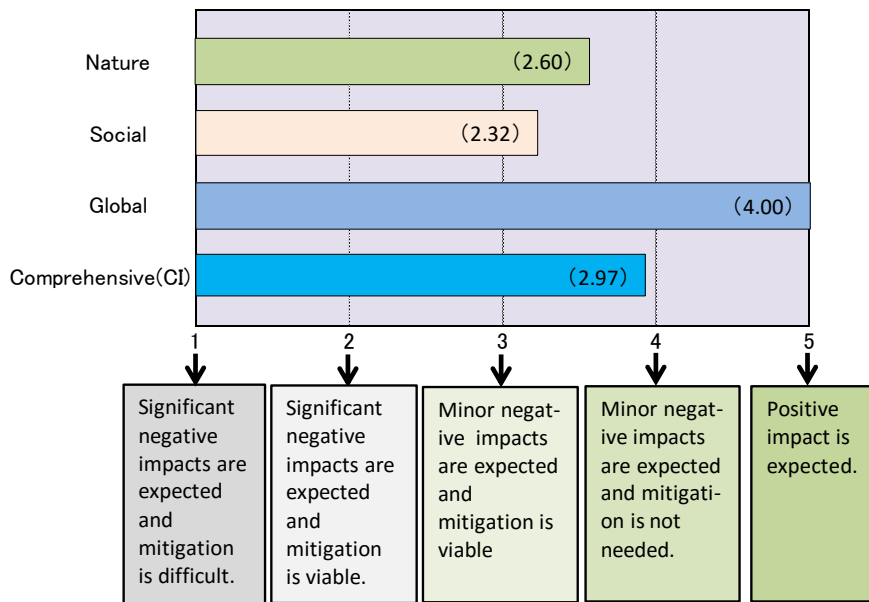 Nature
（2.60）
Social
（2.32）
Global
（4.00）
Comprehensive(CI)
（2.97）
1
2
3
4
5
Significant
negative
impacts are
expected
and
mitigation
is difficult.
Significant
negative
impacts are
expected
and
mitigation
is viable.
Minor negat-
ive impacts
are expected
and
mitigation is
viable
Minor negat-
ive impacts
are expected
and mitigati-
on is not
needed.
Positive
impact is
expected.